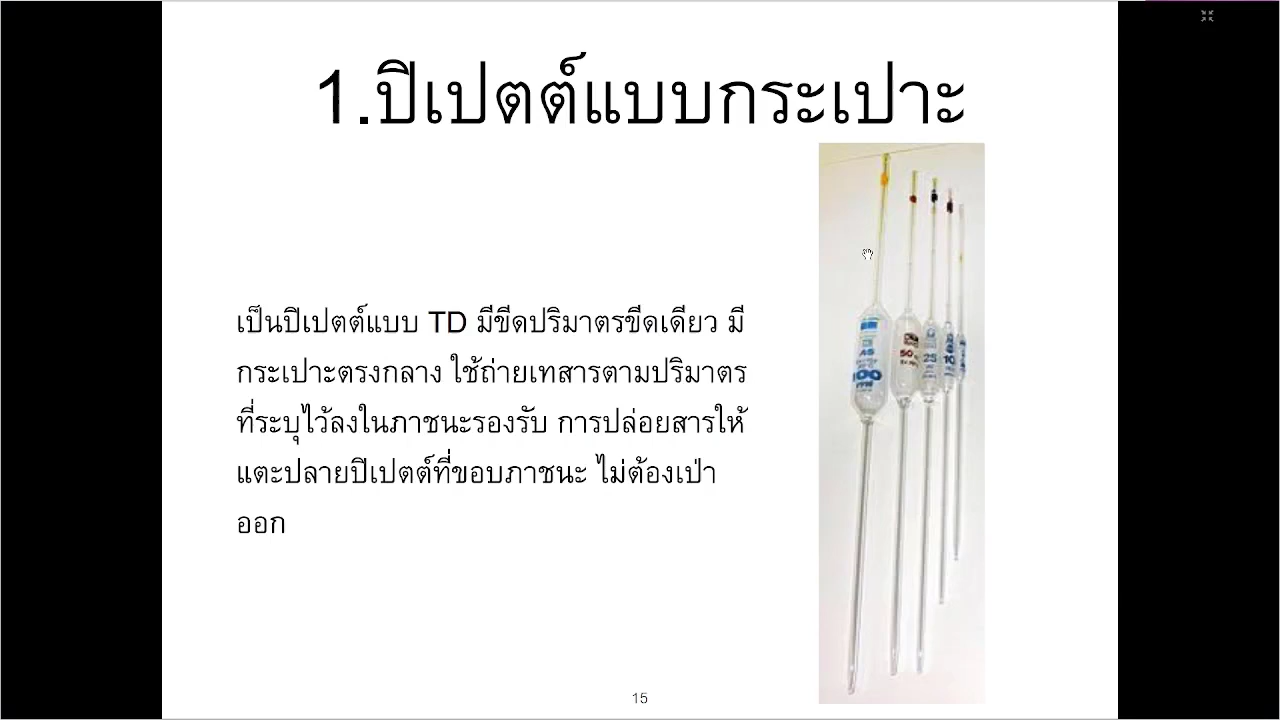 1.ปิเปตต์แบบกระเปาะ
เป็นปิเปตต์แบบ TD มีขีดปริมาตรขีดเดียว มี
กระเปาะตรงกลาง ใช้ถ่ายเทสารตามปริมาตร
ที่ระบุไว้ลงในภาชนะรองรับ การปล่อยสารให้
แตะปลายปิเปตต์ที่ขอบภาชนะ ไม่ต้องเป่า
ออก
AS
100
50
25
10
15